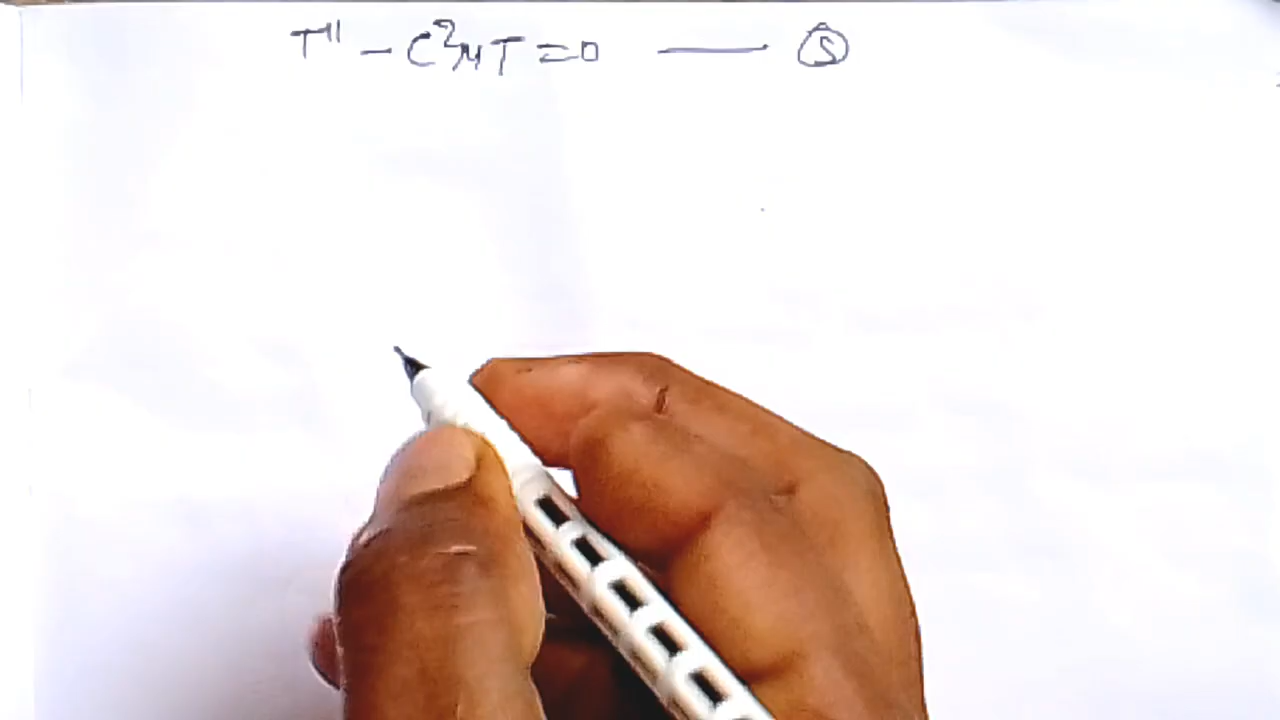 T'' - C²μT = 0 —— ⑤